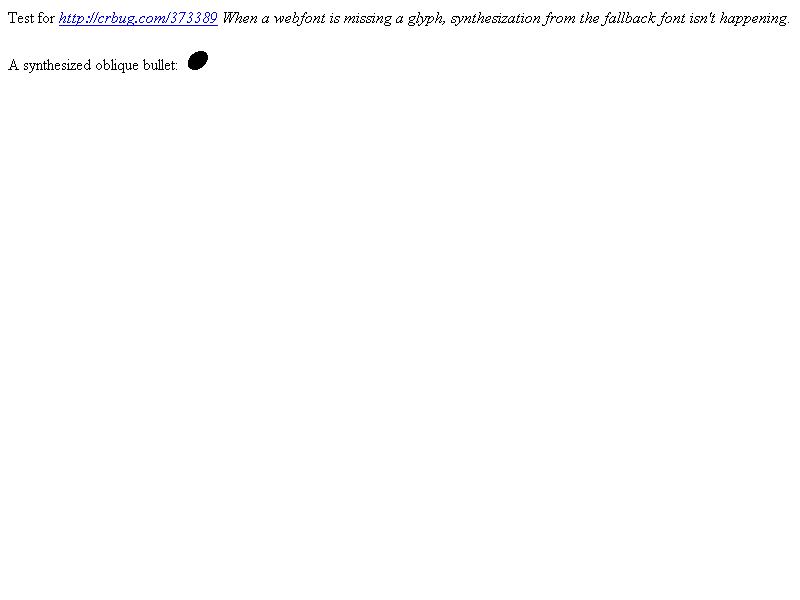 Test for http://crbug.com/373389 When a webfont is missing a glyph, synthesization from the fallback font isn't happening.
A synthesized oblique bullet: •